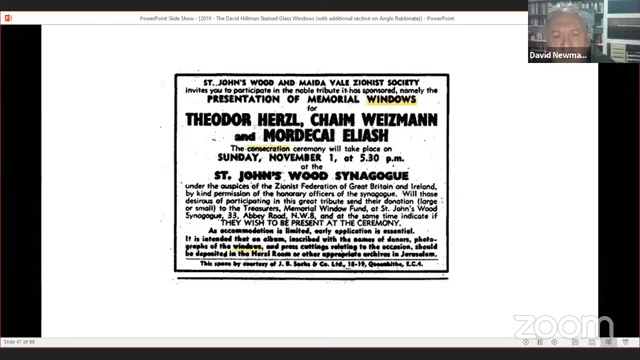 PowerPoint Slide Show - [2019 - The David Hillman Stained Glass Windows (with additional section on Anglo Rabbinate)] - PowerPoint
David Newma...
ST. JOHN'S WOOD AND MAIDA VALE ZIONIST SOCIETY
invites you to participate in the noble tribute it has sponsored, namely the
PRESENTATION OF MEMORIAL WINDOWS
for
THEODOR HERZL, CHAIM WEIZMANN
and MORDECAI ELIASH
The consecration ceremony will take place on
SUNDAY, NOVEMBER 1, at 5.30 p.m.
at the
ST. JOHN'S WOOD SYNAGOGUE
under the auspices of the Zionist Federation of Great Britain and Ireland,
by kind permission of the honorary officers of the synagogue. Will those
desirous of participating in this great tribute send their donation (large
or small) to the Treasurers, Memorial Window Fund, at St. John's Wood
Synagogue, 33, Abbey Road, N.W.8, and at the same time indicate if
THEY WISH TO BE PRESENT AT THE CEREMONY.
As accommodation is limited, early application is essential.
It is intended that an album, inscribed with the names of donors, photo-
graphs of the windows, and press cuttings relating to the occasion, should
be deposited in the Herzl Room or other appropriate archives in Jerusalem.
This space by courtesy of J. B. Sacks & Co. Ltd., 18-19, Queenhithe, E.C.4.
zoom
Slide 41 of 98